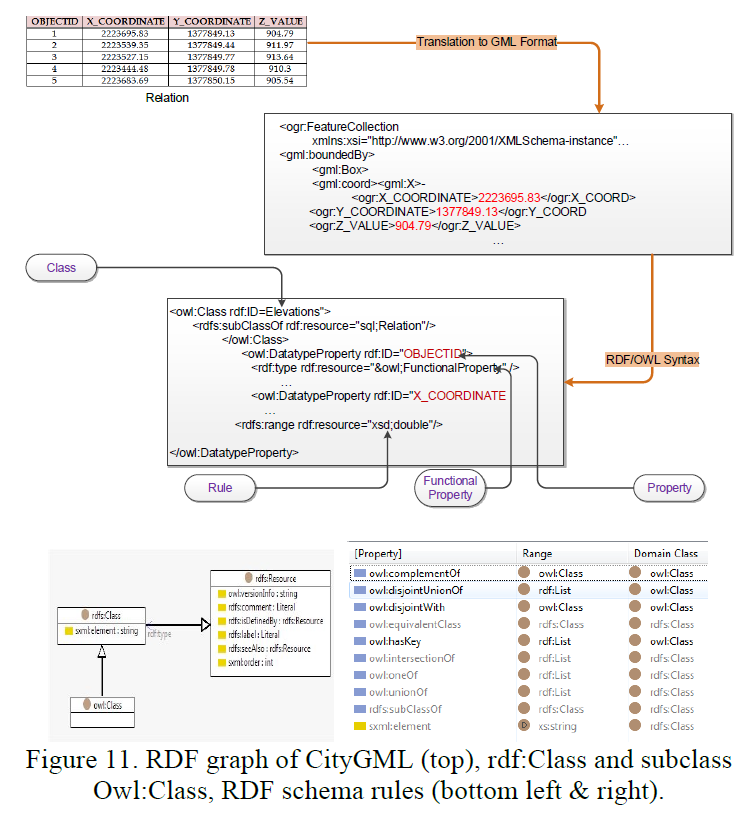 OBJECTID X_COORDINATE Y_COORDINATE Z_VALUE
1 2223695.83 1377849.13 904.79
2 2223539.35 1377849.44 911.97
3 2223527.15 1377849.77 913.64
4 2223444.48 1377849.78 910.3
5 2223683.69 1377850.15 905.54
Relation
Translation to GML Format
<ogr:FeatureCollection
xmlns:xsi="http://www.w3.org/2001/XMLSchema-instance"...
<gml:boundedBy>
<gml:Box>
<gml:coord><gml:X>-
<ogr:X_COORDINATE>2223695.83</ogr:X_COORD>
<ogr:Y_COORDINATE>1377849.13</ogr:Y_COORD
<ogr:Z_VALUE>904.79</ogr:Z_VALUE>
...
Class
<owl:Class rdf:ID=Elevations">
<rdfs:subClassOf rdf:resource="sql;Relation"/>
</owl:Class>
<owl:DatatypeProperty rdf:ID="OBJECTID">
<rdf:type rdf:resource="&owl;FunctionalProperty" />
...
<owl:DatatypeProperty rdf:ID="X_COORDINATE
...
<rdfs:range rdf:resource="xsd;double"/>
</owl:DatatypeProperty>
RDF/OWL Syntax
Rule
Functional
Property
Property
rdfs:Resource
owl:versionInfo : string
rdfs:comment : Literal
rdfs:isDefinedBy : rdfs:Resource
rdfs:label : Literal
rdfs:seeAlso : rdfs:Resource
sxml:order : int
rdfs:Class
sxml:element : string
rdf:type
owl:Class
[Property] Range Domain Class
owl:complementOf owl:Class owl:Class
owl:disjointUnionOf rdf:List owl:Class
owl:disjointWith owl:Class owl:Class
owl:equivalentClass rdfs:Class rdfs:Class
owl:hasKey rdf:List owl:Class
owl:intersectionOf rdf:List rdfs:Class
owl:oneOf rdf:List rdfs:Class
owl:unionOf rdf:List rdfs:Class
rdfs:subClassOf rdfs:Class rdfs:Class
sxml:element D xs:string rdfs:Class
Figure 11. RDF graph of CityGML (top), rdf:Class and subclass
Owl:Class, RDF schema rules (bottom left & right).